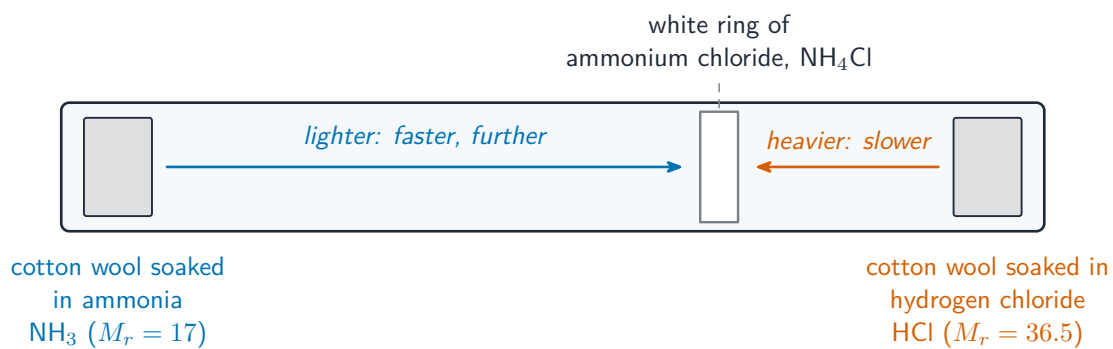 white ring of
ammonium chloride, NH₄Cl
lighter: faster, further
heavier: slower
cotton wool soaked
in ammonia
NH₃ (Mᵣ = 17)
cotton wool soaked in
hydrogen chloride
HCl (Mᵣ = 36.5)